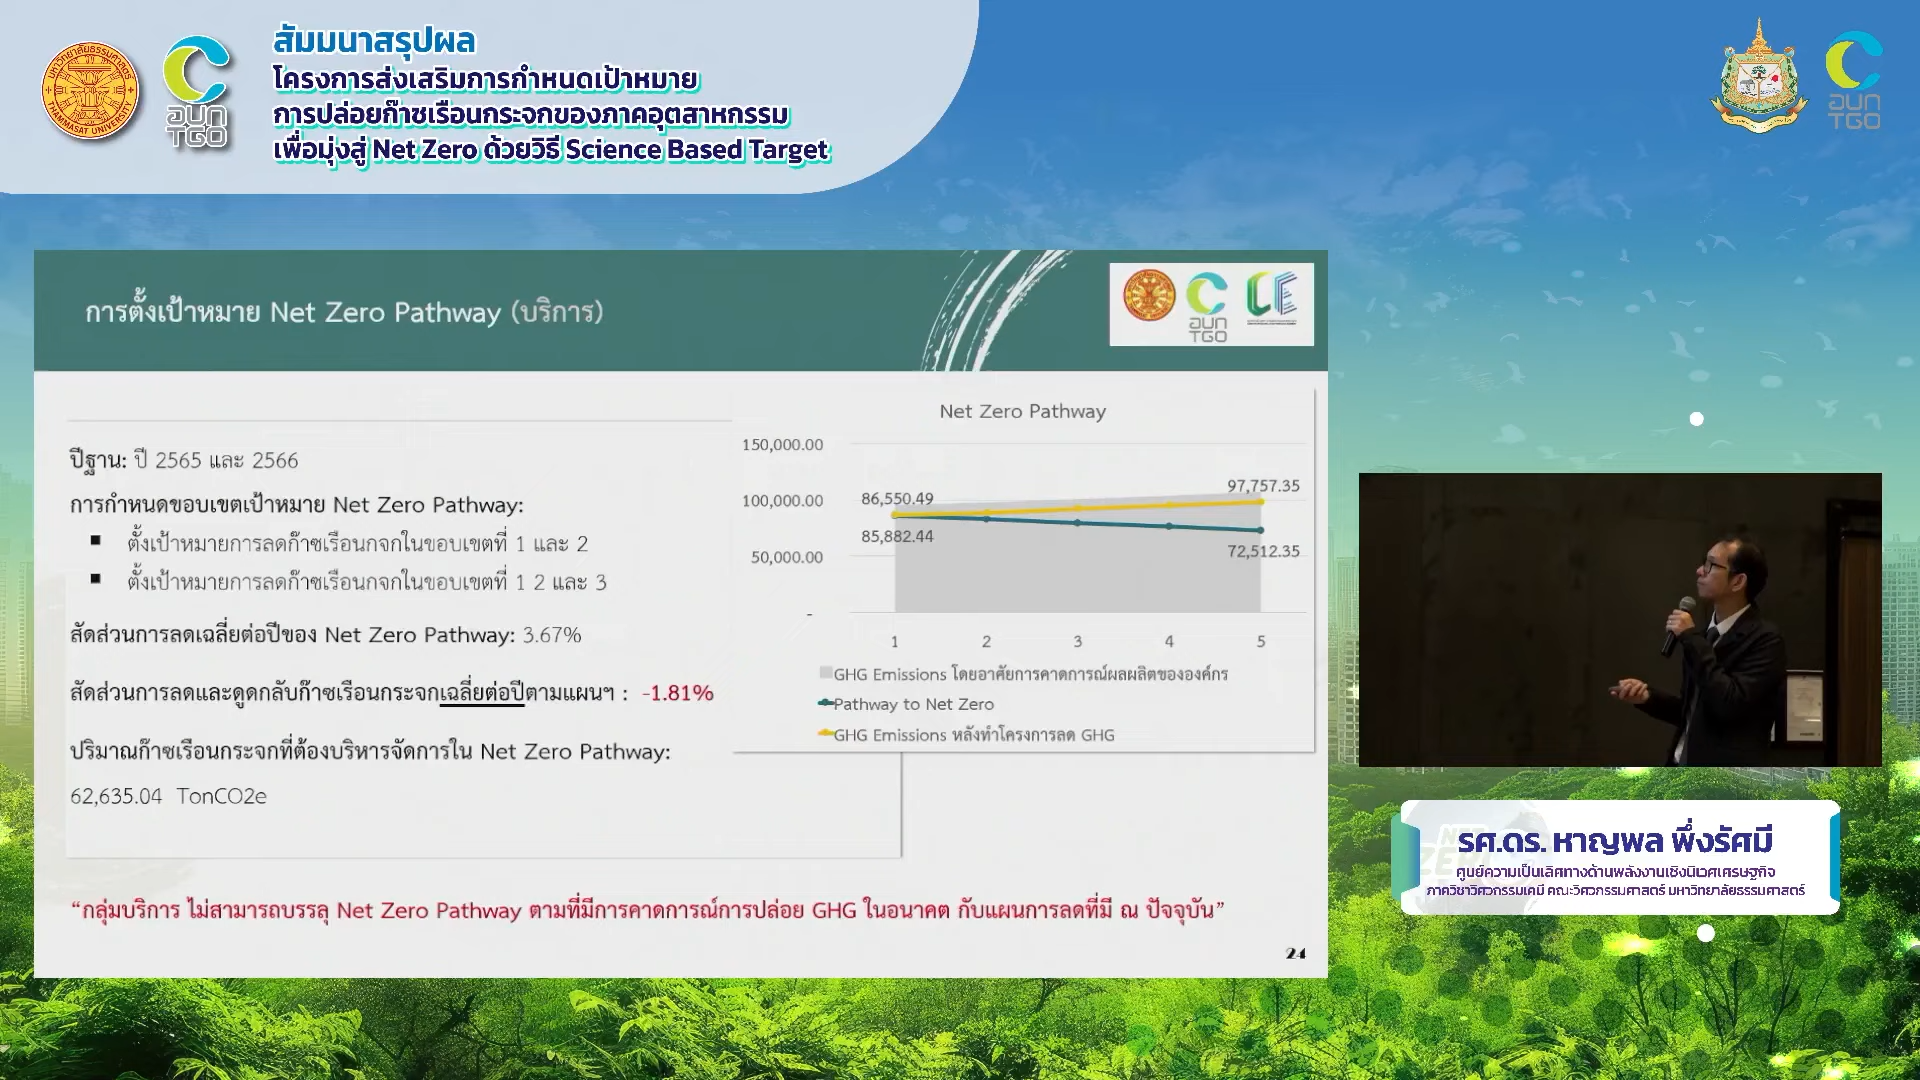 สัมมนาสรุปผล
โครงการส่งเสริมการกำหนดเป้าหมาย
การปล่อยก๊าซเรือนกระจกของภาคอุตสาหกรรม
เพื่อมุ่งสู่ Net Zero ด้วยวิธี Science Based Target
มหาวิทยาลัยธรรมศาสตร์
THAMMASAT UNIVERSITY
อบก
TGO
อบก
TGO
การตั้งเป้าหมาย Net Zero Pathway (บริการ)
อบก
TGO
ปีฐาน: ปี 2565 และ 2566
การกำหนดขอบเขตเป้าหมาย Net Zero Pathway:
▪ ตั้งเป้าหมายการลดก๊าซเรือนกจกในขอบเขตที่ 1 และ 2
▪ ตั้งเป้าหมายการลดก๊าซเรือนกจกในขอบเขตที่ 1 2 และ 3
สัดส่วนการลดเฉลี่ยต่อปีของ Net Zero Pathway: 3.67%
สัดส่วนการลดและดูดกลับก๊าซเรือนกระจกเฉลี่ยต่อปีตามแผนฯ : -1.81%
ปริมาณก๊าซเรือนกระจกที่ต้องบริหารจัดการใน Net Zero Pathway:
62,635.04 TonCO2e
Net Zero Pathway
150,000.00
100,000.00
50,000.00
-
86,550.49
97,757.35
85,882.44
72,512.35
1 2 3 4 5
GHG Emissions โดยอาศัยการคาดการณ์ผลผลิตขององค์กร
Pathway to Net Zero
GHG Emissions หลังทำโครงการลด GHG
“กลุ่มบริการ ไม่สามารถบรรลุ Net Zero Pathway ตามที่มีการคาดการณ์การปล่อย GHG ในอนาคต กับแผนการลดที่มี ณ ปัจจุบัน”
24
รศ.ดร. หาญพล พึ่งรัศมี
ศูนย์ความเป็นเลิศทางด้านพลังงานเชิงนิเวศเศรษฐกิจ
ภาควิชาวิศวกรรมเคมี คณะวิศวกรรมศาสตร์ มหาวิทยาลัยธรรมศาสตร์